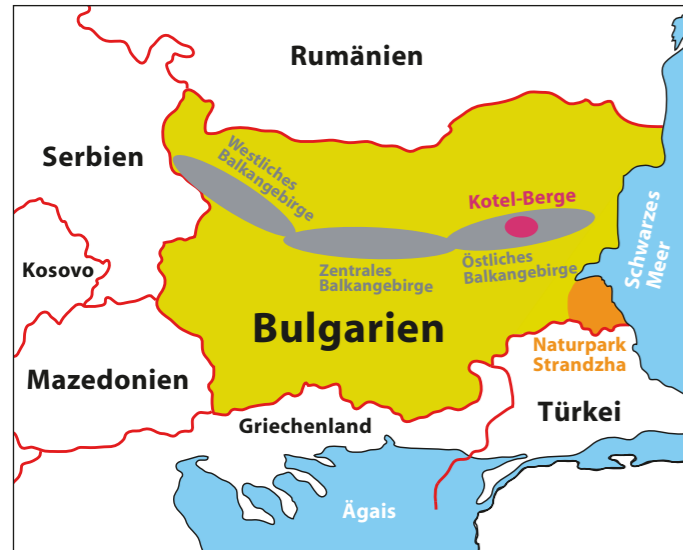 Rumänien
Serbien
Westliches
Balkangebirge
Kotel-Berge
Schwarzes
Meer
Kosovo
Zentrales
Balkangebirge
Östliches
Balkangebirge
Bulgarien
Naturpark
Strandzha
Mazedonien
Türkei
Griechenland
Ägais